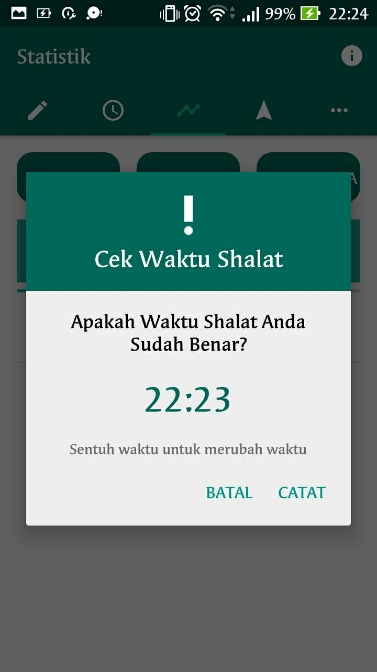 99% 22:24
Statistik
A
Cek Waktu Shalat
Apakah Waktu Shalat Anda
Sudah Benar?
22:23
Sentuh waktu untuk merubah waktu
BATAL CATAT